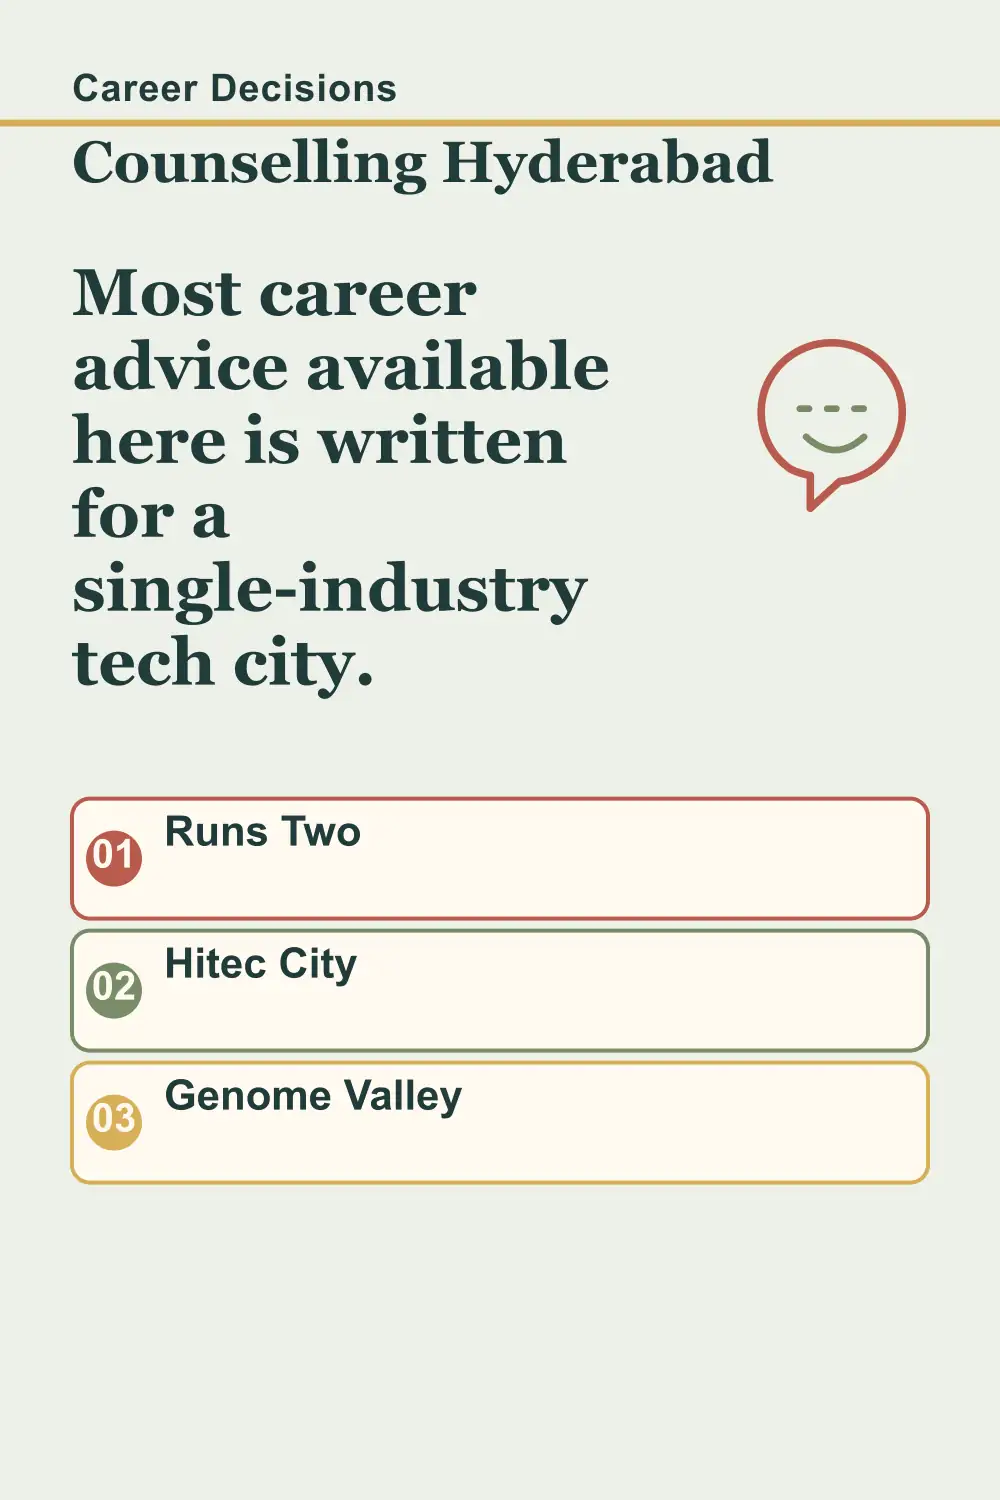 Career Decisions
Counselling Hyderabad
Most career
advice available
here is written
for a
single-industry
tech city.
01
Runs Two
02
Hitec City
03
Genome Valley